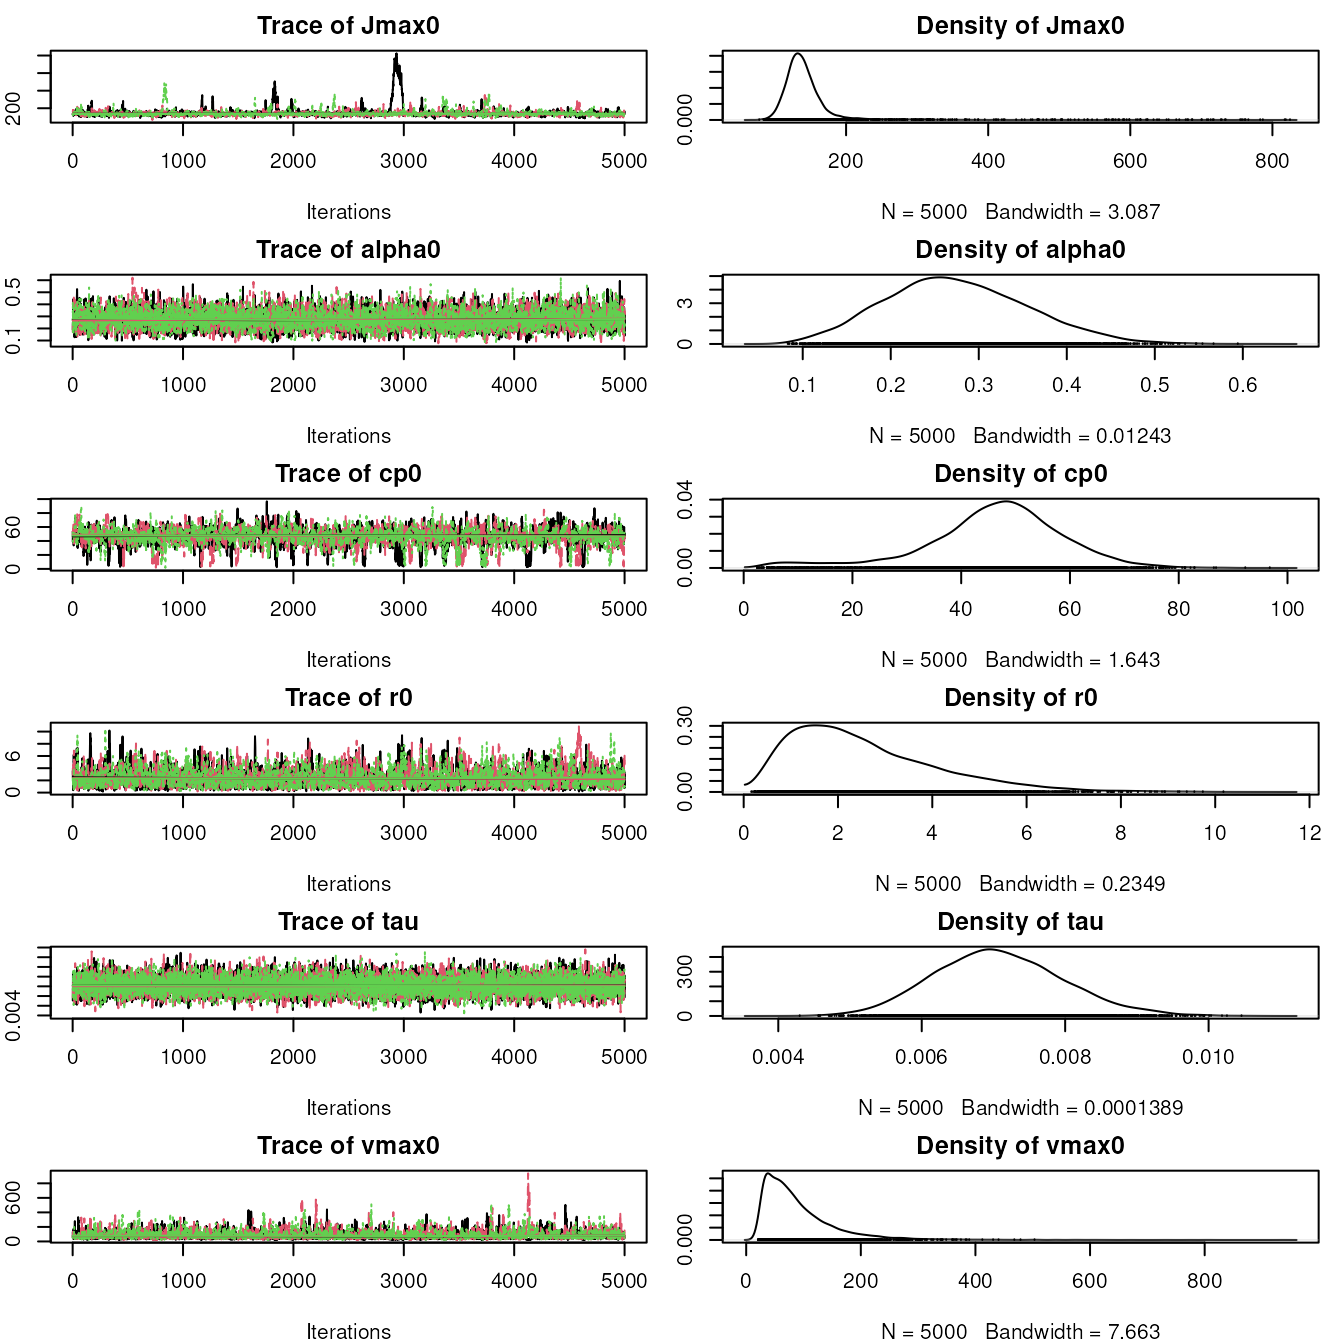 Trace of Jmax0
200
0 1000 2000 3000 4000 5000
Iterations
Density of Jmax0
0.000
200 400 600 800
N = 5000 Bandwidth = 3.087
Trace of alpha0
0.1 0.5
0 1000 2000 3000 4000 5000
Iterations
Density of alpha0
0 3
0.1 0.2 0.3 0.4 0.5 0.6
N = 5000 Bandwidth = 0.01243
Trace of cp0
0 60
0 1000 2000 3000 4000 5000
Iterations
Density of cp0
0.00 0.04
0 20 40 60 80 100
N = 5000 Bandwidth = 1.643
Trace of r0
0 6
0 1000 2000 3000 4000 5000
Iterations
Density of r0
0.00 0.30
0 2 4 6 8 10 12
N = 5000 Bandwidth = 0.2349
Trace of tau
0.004
0 1000 2000 3000 4000 5000
Iterations
Density of tau
0 300
0.004 0.006 0.008 0.010
N = 5000 Bandwidth = 0.0001389
Trace of vmax0
0 600
0 1000 2000 3000 4000 5000
Iterations
Density of vmax0
0.000
0 200 400 600 800
N = 5000 Bandwidth = 7.663